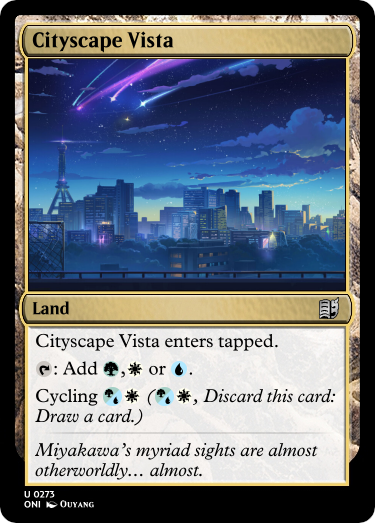 Cityscape Vista
Land
Cityscape Vista enters tapped.
: Add , or .
Cycling ( , Discard this card:
Draw a card.)
Miyakawa's myriad sights are almost
otherworldly... almost.
U 0273
ONI Ouyang